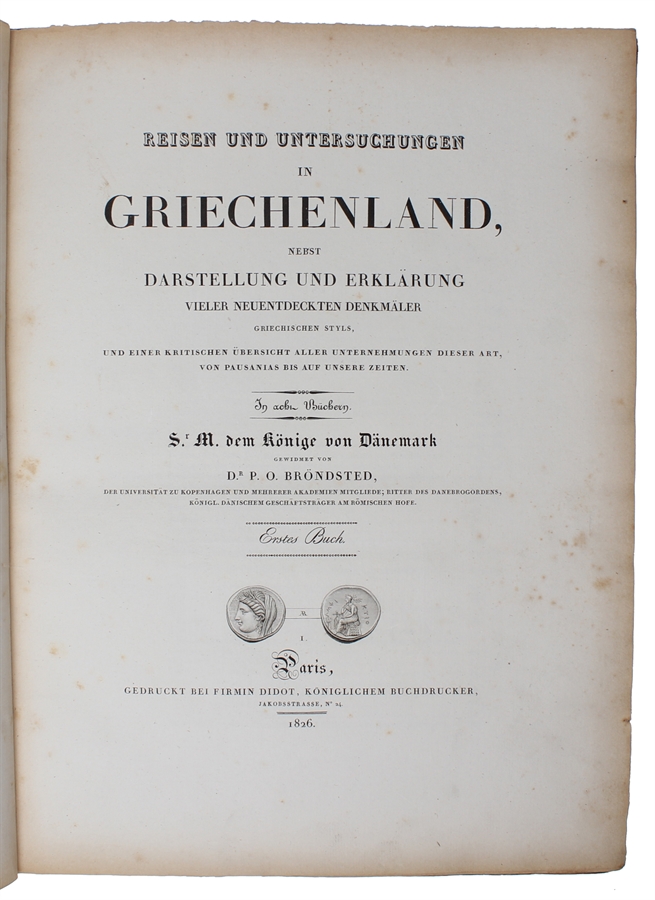 REISEN UND UNTERSUCHUNGEN
IN
GRIECHENLAND,
NEBST
DARSTELLUNG UND ERKLÄRUNG
VIELER NEUENTDECKTEN DENKMÄLER
GRIECHISCHEN STYLS,
UND EINER KRITISCHEN ÜBERSICHT ALLER UNTERNEHMUNGEN DIESER ART,
VON PAUSANIAS BIS AUF UNSERE ZEITEN.
In acht Büchern.
S.r M. dem Könige von Dänemark
GEWIDMET VON
D.R P. O. BRÖNDSTED,
DER UNIVERSITÄT ZU KOPENHAGEN UND MEHRERER AKADEMIEN MITGLIEDE; RITTER DES DANEBROGORDENS,
KÖNIGL. DÄNISCHEM GESCHÄFTSTRÄGER AM RÖMISCHEN HOFE.
Erstes Buch.
I.
Paris,
GEDRUCKT BEI FIRMIN DIDOT, KÖNIGLICHEM BUCHDRUCKER,
JAKOBSSTRASSE, N° 24.
1826.